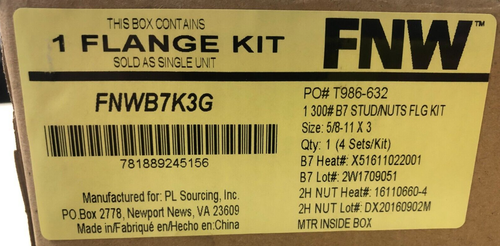 THIS BOX CONTAINS
1 FLANGE KIT
SOLD AS SINGLE UNIT
FNW™
FNWB7K3G
781889245156
Manufactured for: PL Sourcing, Inc.
PO.Box 2778, Newport News, VA 23609
Made in/Fabriqué en/Hecho en:China
PO# T986-632
1 300# B7 STUD/NUTS FLG KIT
Size: 5/8-11 X 3
Qty: 1 (4 Sets/Kit)
B7 Heat#: X51611022001
B7 Lot#: 2W1709051
2H NUT Heat#: 16110660-4
2H NUT Lot#: DX20160902M
MTR INSIDE BOX